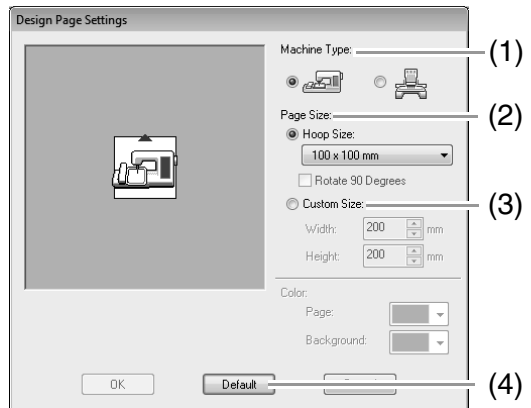 Design Page Settings
Machine Type: (1)
Page Size: (2)
Hoop Size:
100 x 100 mm
Rotate 90 Degrees
Custom Size: (3)
Width: 200 mm
Height: 200 mm
Color:
Page:
Background:
OK Default (4)